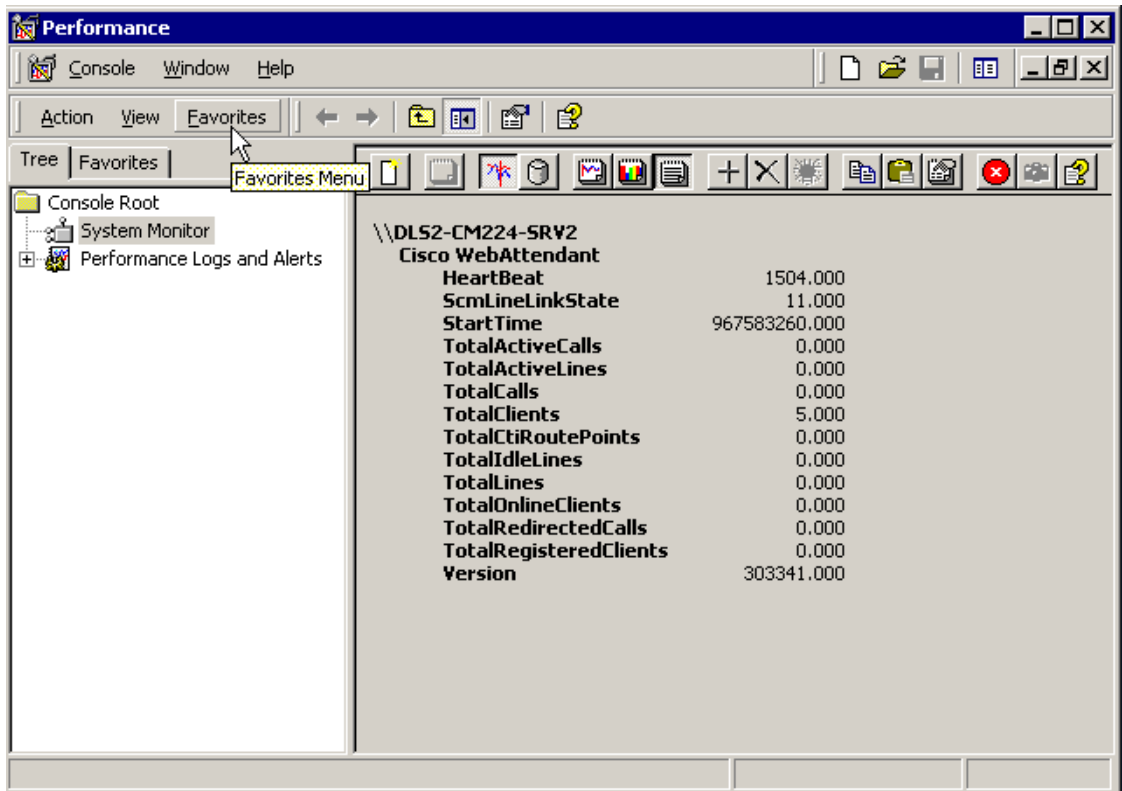 Performance
Console Window Help
Action View Favorites
Tree Favorites
Favorites Menu
Console Root
System Monitor
Performance Logs and Alerts
\\DLS2-CM224-SRV2
Cisco WebAttendant
HeartBeat 1504.000
ScmLineLinkState 11.000
StartTime 967583260.000
TotalActiveCalls 0.000
TotalActiveLines 0.000
TotalCalls 0.000
TotalClients 5.000
TotalCtiRoutePoints 0.000
TotalIdleLines 0.000
TotalLines 0.000
TotalOnlineClients 0.000
TotalRedirectedCalls 0.000
TotalRegisteredClients 0.000
Version 303341.000